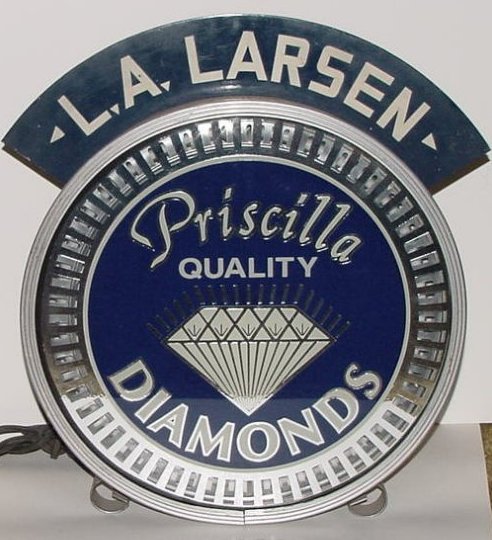 L.A. LARSEN
Priscilla
QUALITY
DIAMONDS